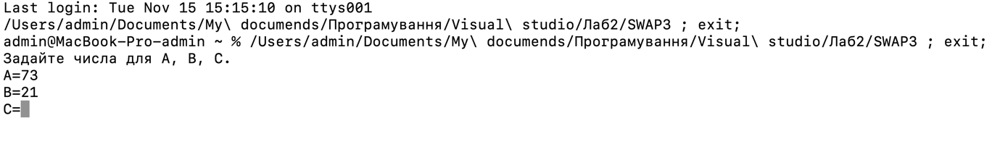 Last login: Tue Nov 15 15:15:10 on ttys001
/Users/admin/Documents/My\ documends/Програмування/Visual\ studio/Лаб2/SWAP3 ; exit;
admin@MacBook-Pro-admin ~ % /Users/admin/Documents/My\ documends/Програмування/Visual\ studio/Лаб2/SWAP3 ; exit;
Задайте числа для A, B, C.
A=73
B=21
C=